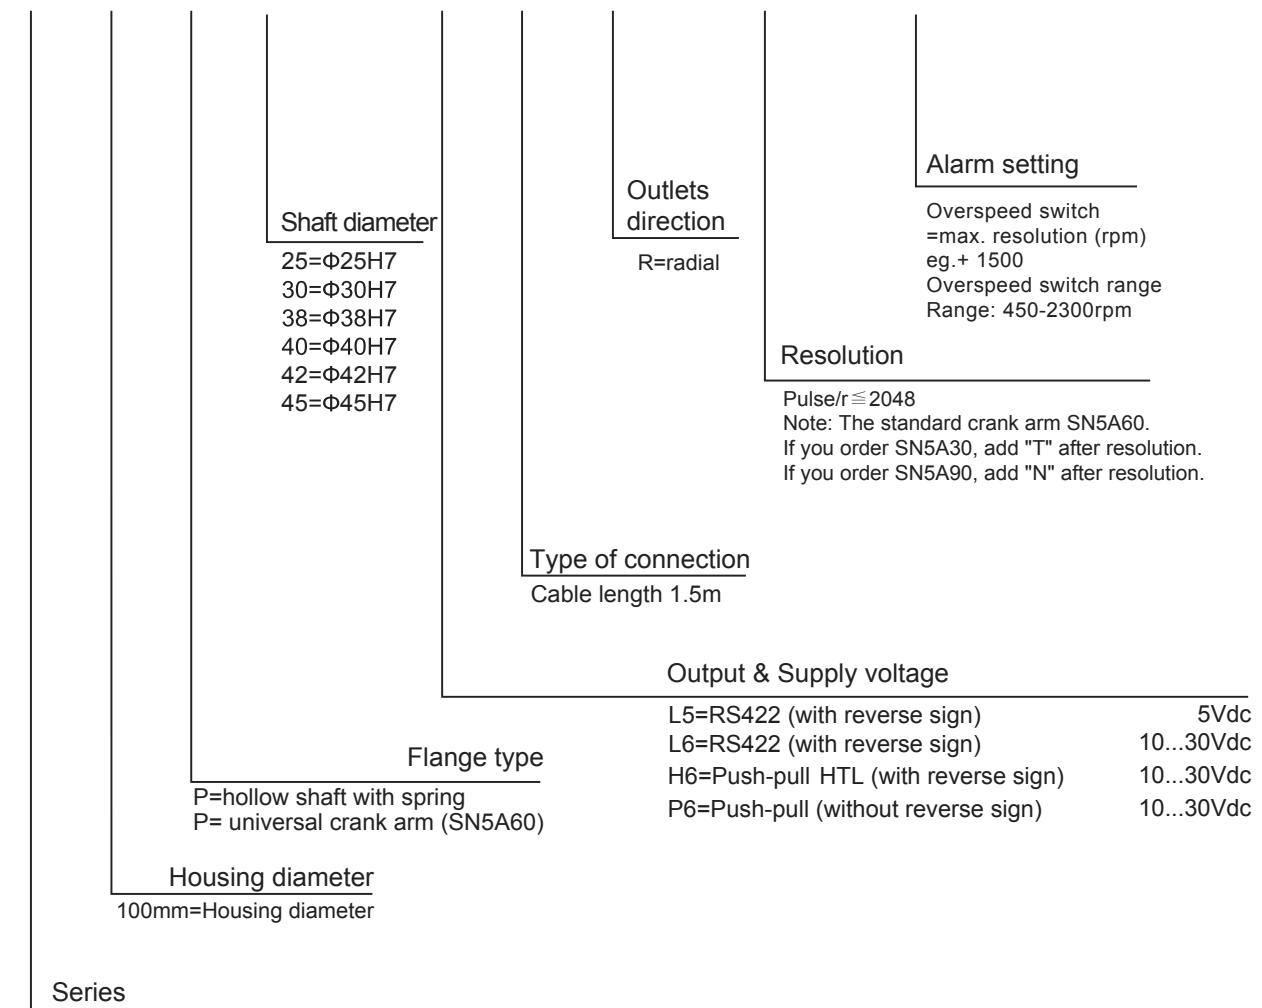 Alarm setting
Overspeed switch
=max. resolution (rpm)
eg.+ 1500
Overspeed switch range
Range: 450-2300rpm
Outlets
direction
R=radial
Shaft diameter
25=Φ25H7
30=Φ30H7
38=Φ38H7
40=Φ40H7
42=Φ42H7
45=Φ45H7
Resolution
Pulse/r≦2048
Note: The standard crank arm SN5A60.
If you order SN5A30, add "T" after resolution.
If you order SN5A90, add "N" after resolution.
Type of connection
Cable length 1.5m
Output & Supply voltage
L5=RS422 (with reverse sign) 5Vdc
L6=RS422 (with reverse sign) 10...30Vdc
H6=Push-pull HTL (with reverse sign) 10...30Vdc
P6=Push-pull (without reverse sign) 10...30Vdc
Flange type
P=hollow shaft with spring
P= universal crank arm (SN5A60)
Housing diameter
100mm=Housing diameter
Series